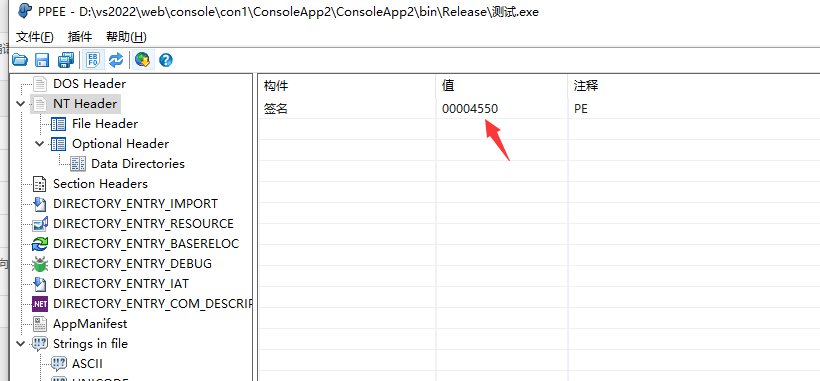 PPEE - D:\vs2022\web\console\con1\ConsoleApp2\ConsoleApp2\bin\Release\测试.exe
文件(F) 插件 帮助(H)
DOS Header
NT Header
File Header
Optional Header
Data Directories
Section Headers
DIRECTORY_ENTRY_IMPORT
DIRECTORY_ENTRY_RESOURCE
DIRECTORY_ENTRY_BASERELOC
DIRECTORY_ENTRY_DEBUG
DIRECTORY_ENTRY_IAT
.NET DIRECTORY_ENTRY_COM_DESCRIP
AppManifest
Strings in file
ASCII
构件 值 注释
签名 00004550 PE